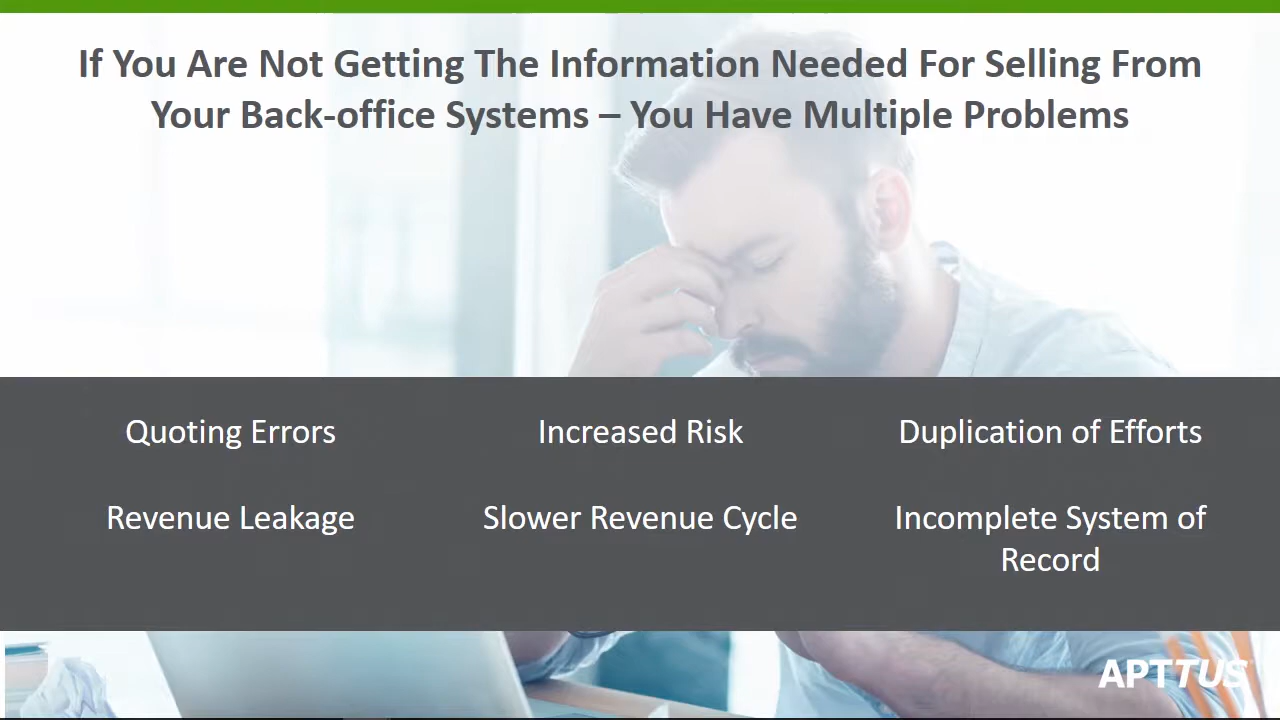 If You Are Not Getting The Information Needed For Selling From
Your Back-office Systems – You Have Multiple Problems
Quoting Errors
Increased Risk
Duplication of Efforts
Revenue Leakage
Slower Revenue Cycle
Incomplete System of
Record
APTTUS